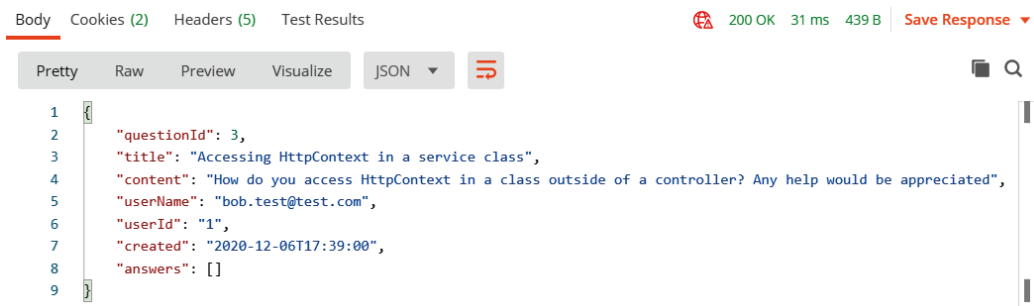 Body Cookies (2) Headers (5) Test Results 200 OK 31 ms 439 B Save Response
Pretty Raw Preview Visualize JSON
1 {
2 "questionId": 3,
3 "title": "Accessing HttpContext in a service class",
4 "content": "How do you access HttpContext in a class outside of a controller? Any help would be appreciated",
5 "userName": "bob.test@test.com",
6 "userId": "1",
7 "created": "2020-12-06T17:39:00",
8 "answers": []
9 }